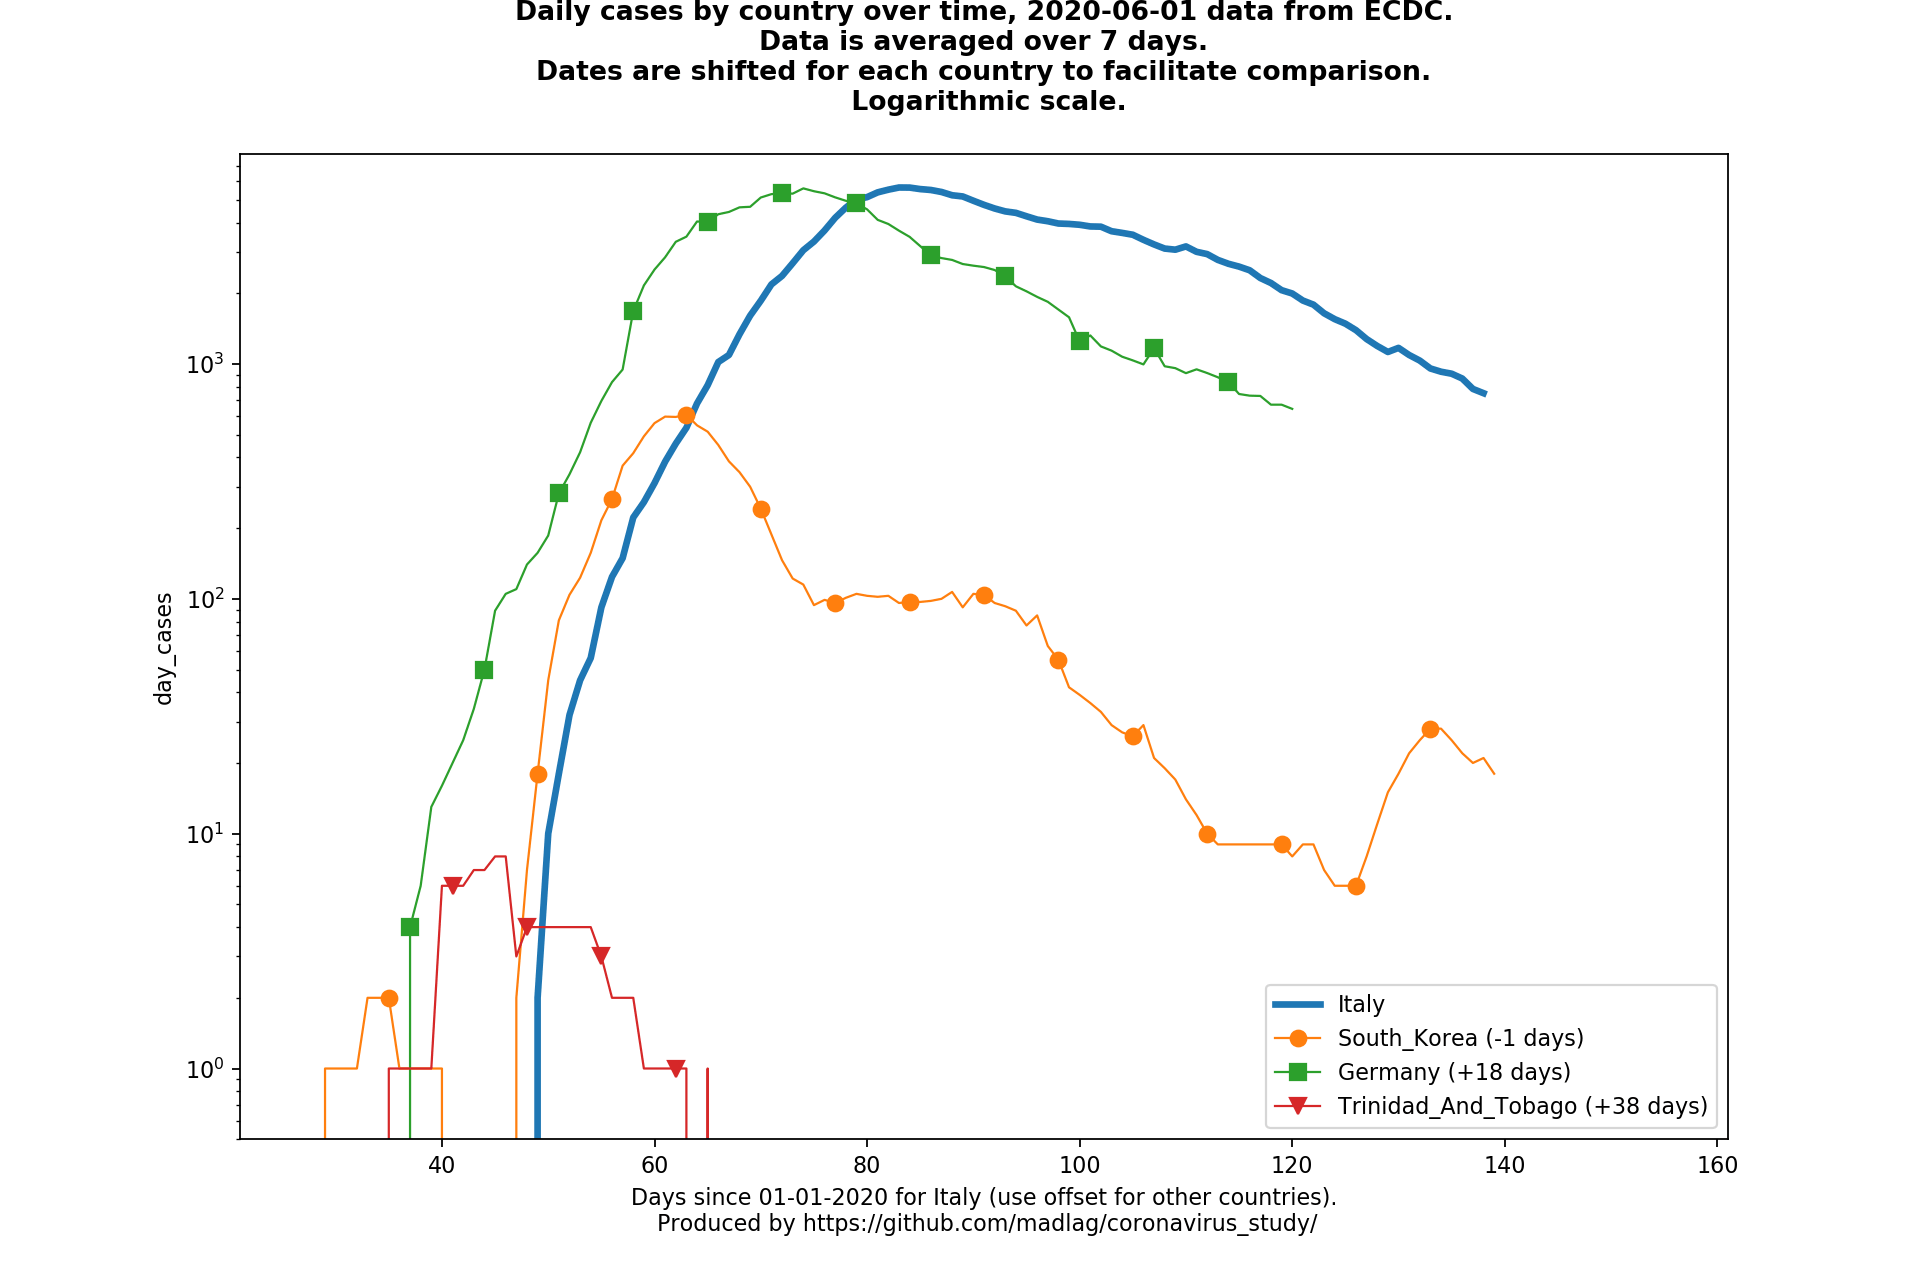 Daily cases by country over time, 2020-06-01 data from ECDC.
Data is averaged over 7 days.
Dates are shifted for each country to facilitate comparison.
Logarithmic scale.
day_cases
10³
10²
10¹
10⁰
40 60 80 100 120 140 160
Italy
South_Korea (-1 days)
Germany (+18 days)
Trinidad_And_Tobago (+38 days)
Days since 01-01-2020 for Italy (use offset for other countries).
Produced by https://github.com/madlag/coronavirus_study/